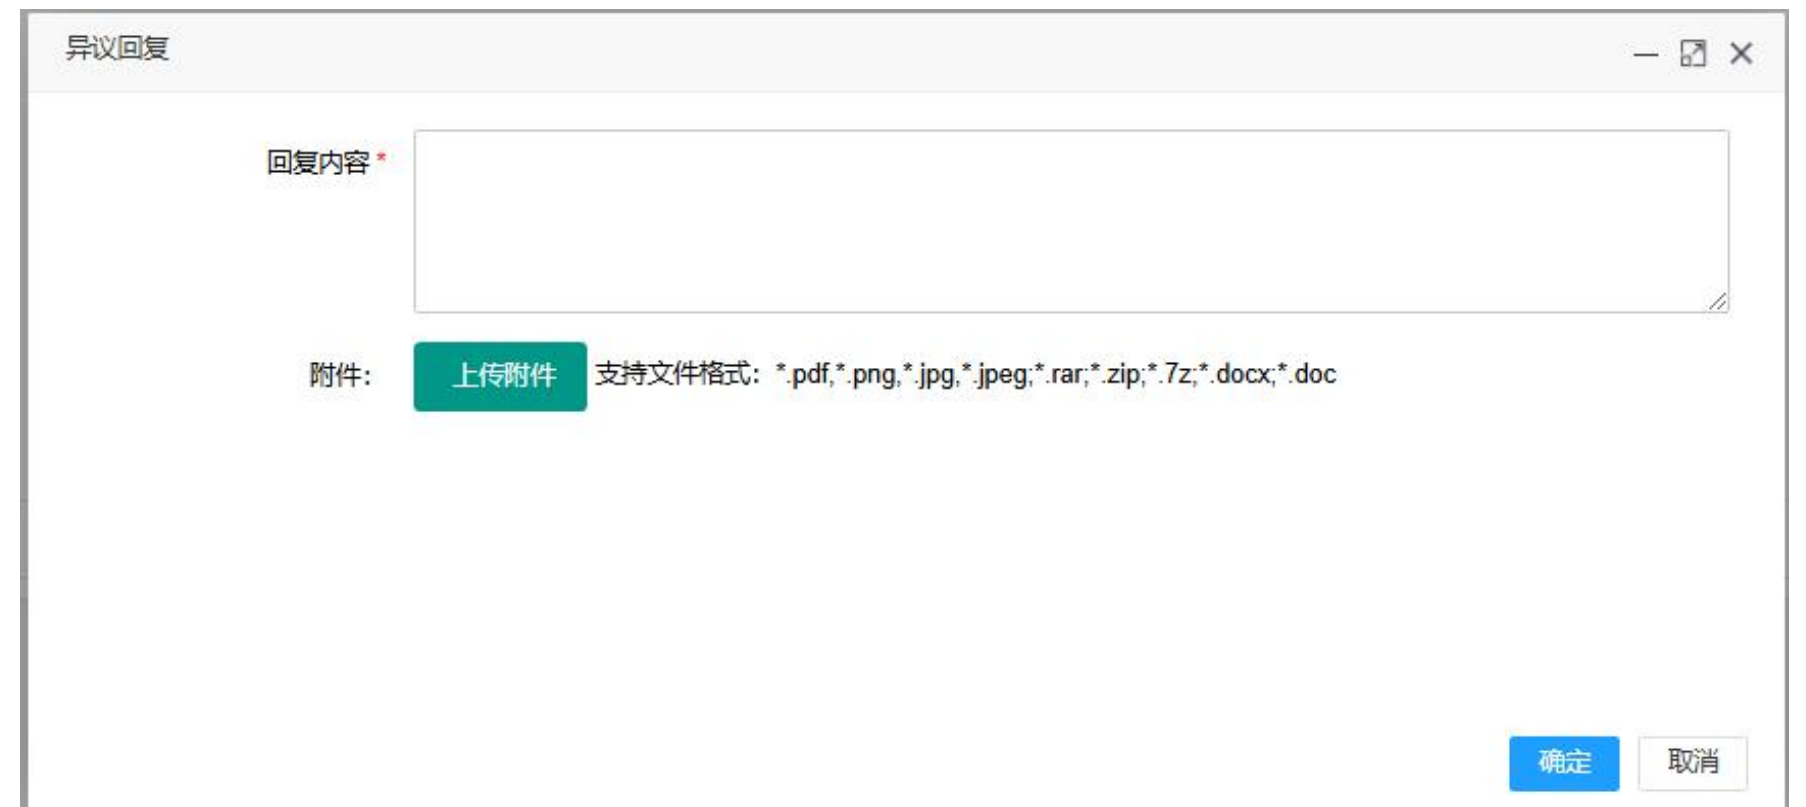 异议回复
回复内容*
附件: 上传附件 支持文件格式: *.pdf,*.png,*.jpg,*.jpeg;*.rar;*.zip;*.7z;*.docx;*.doc
确定 取消